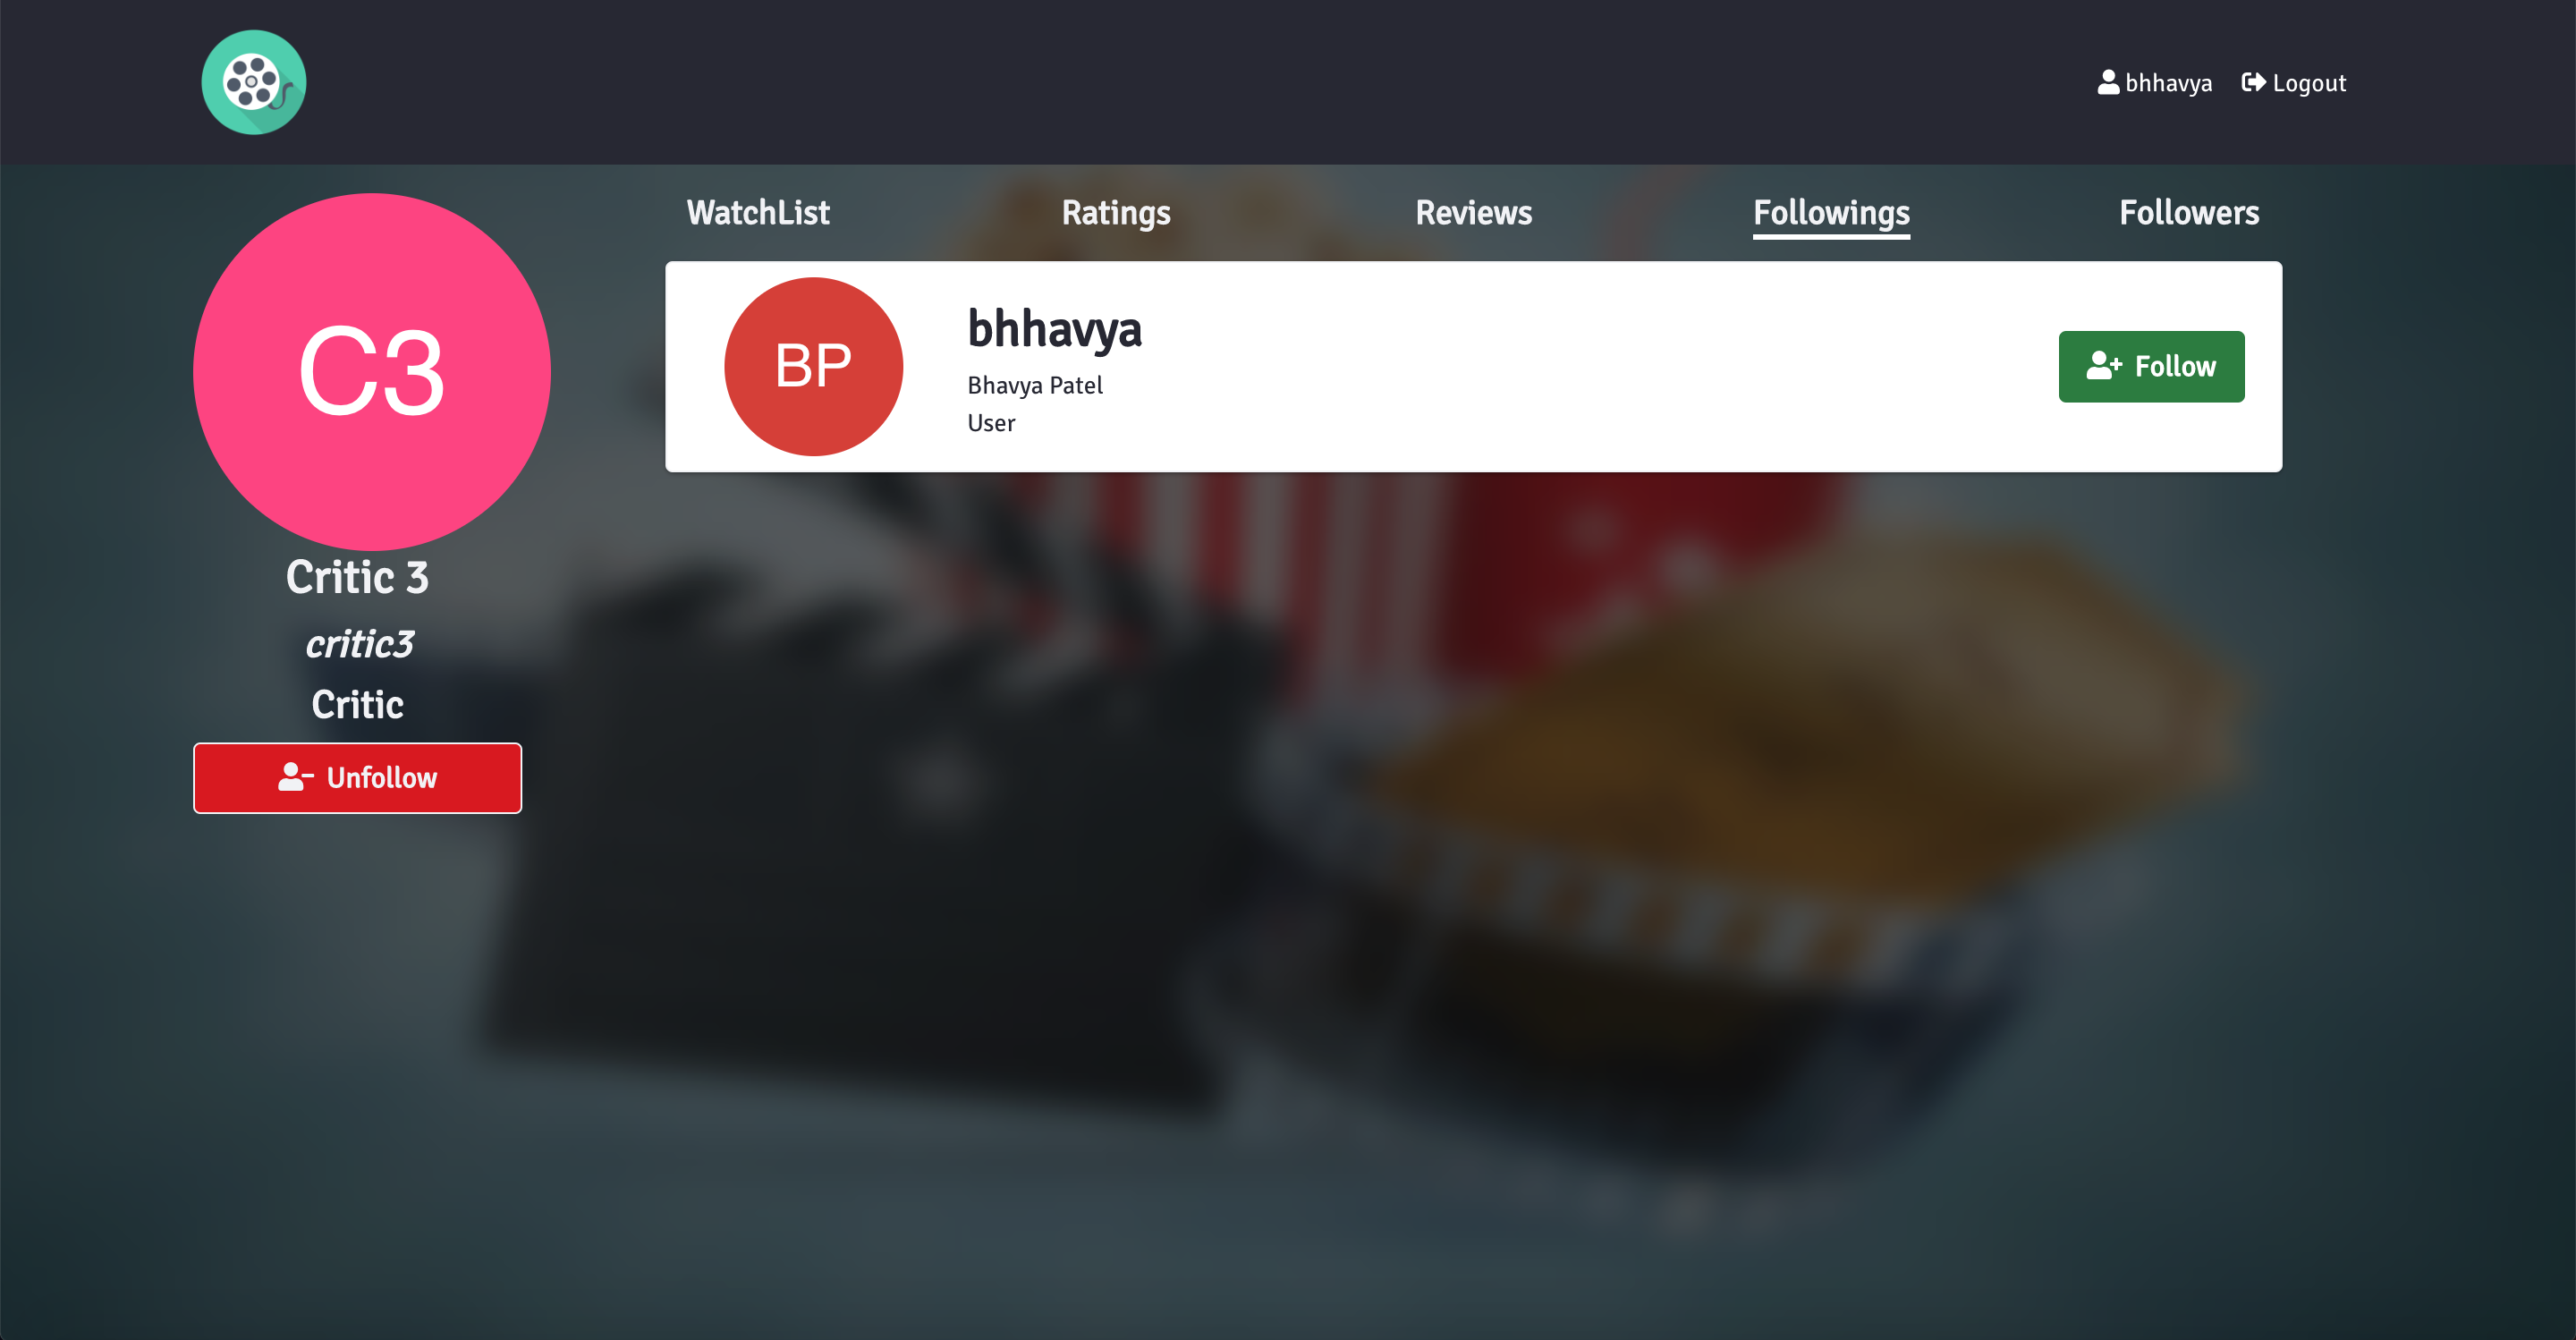 bhhavya Logout
WatchList Ratings Reviews Followings Followers
C3
Critic 3
critic3
Critic
Unfollow
BP
bhhavya
Bhavya Patel
User
Follow